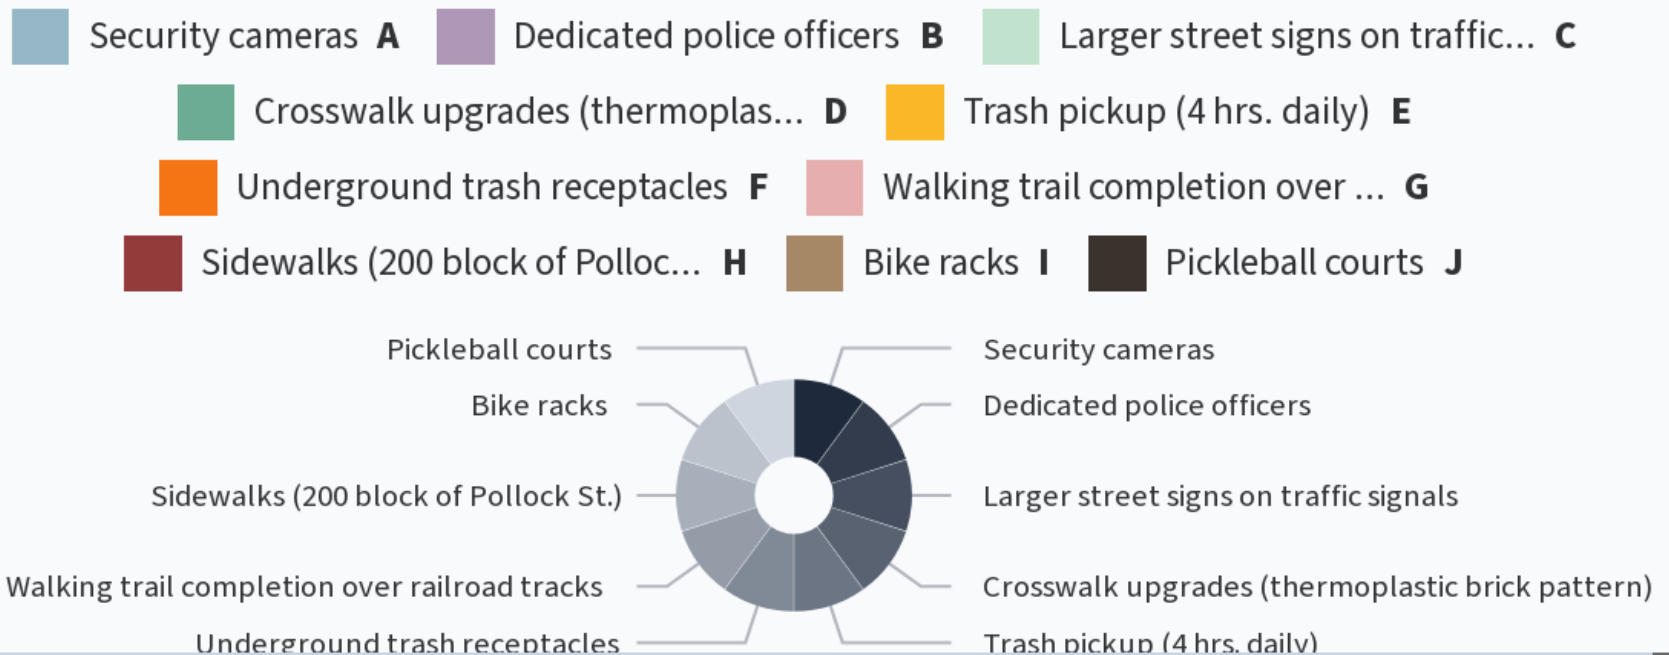 Security cameras A Dedicated police officers B Larger street signs on traffic... C
Crosswalk upgrades (thermoplas... D Trash pickup (4 hrs. daily) E
Underground trash receptacles F Walking trail completion over ... G
Sidewalks (200 block of Polloc... H Bike racks I Pickleball courts J
Pickleball courts Security cameras
Bike racks Dedicated police officers
Sidewalks (200 block of Pollock St.) Larger street signs on traffic signals
Walking trail completion over railroad tracks Crosswalk upgrades (thermoplastic brick pattern)
Underground trash receptacles Trash pickup (4 hrs. daily)